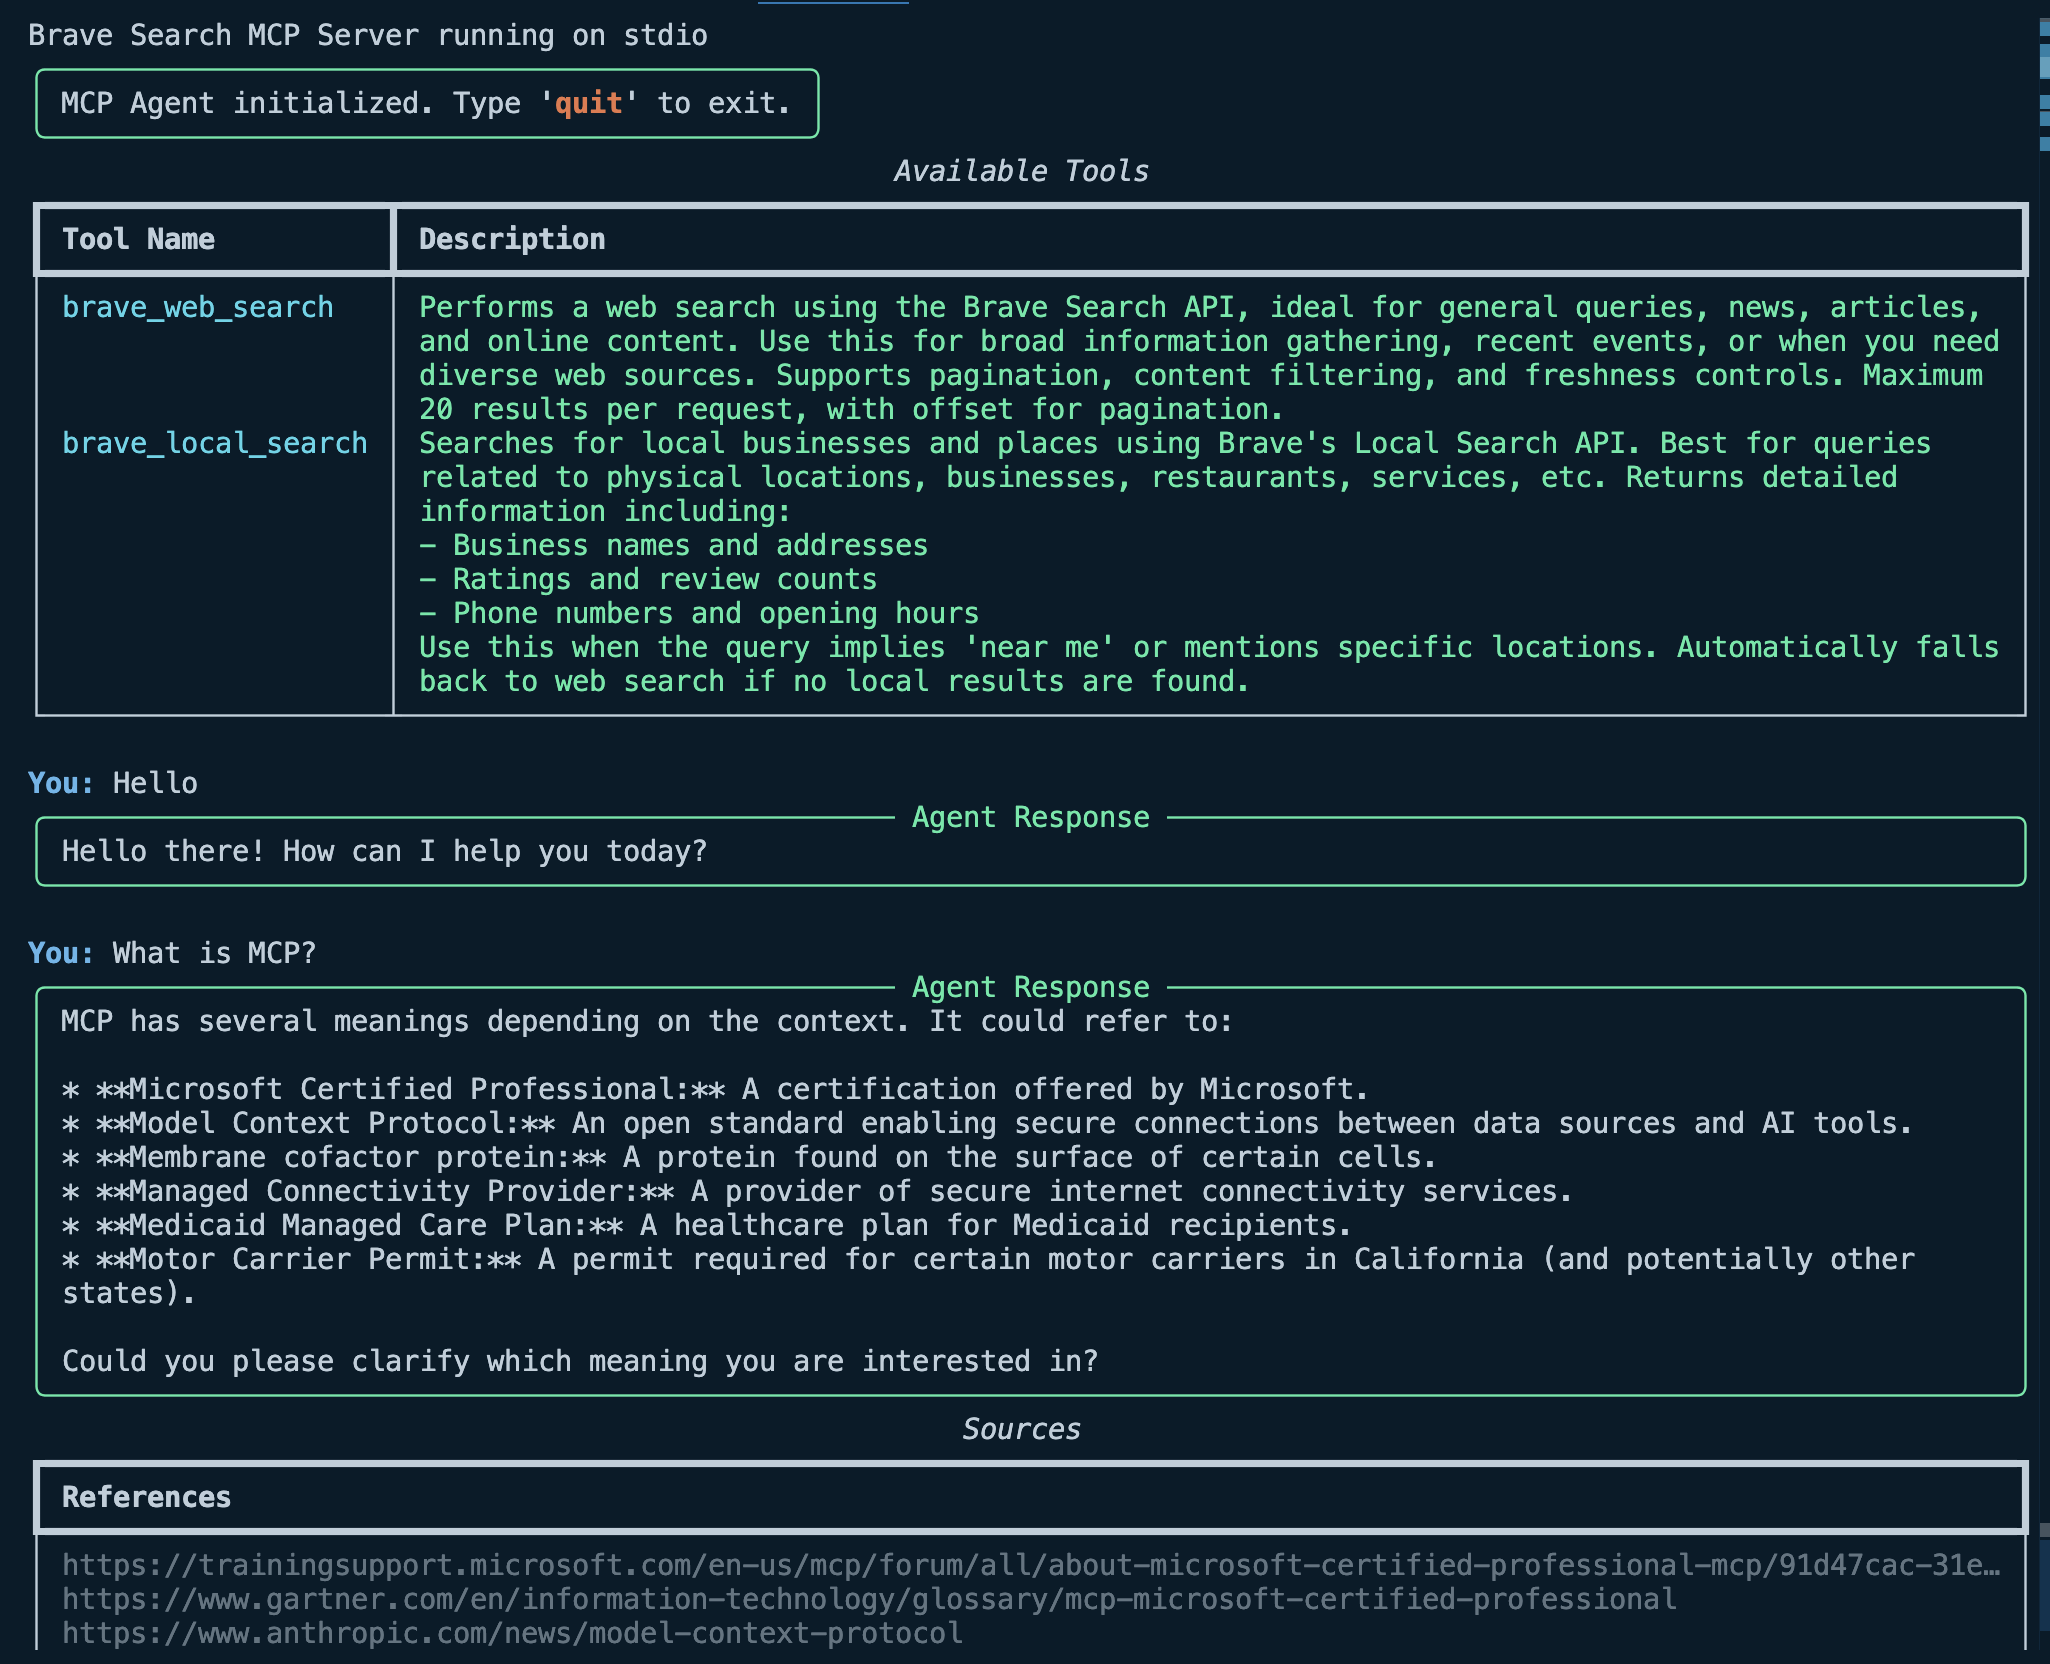 Brave Search MCP Server running on stdio
MCP Agent initialized. Type 'quit' to exit.
Available Tools
Tool Name
Description
brave_web_search
Performs a web search using the Brave Search API, ideal for general queries, news, articles,
and online content. Use this for broad information gathering, recent events, or when you need
diverse web sources. Supports pagination, content filtering, and freshness controls. Maximum
20 results per request, with offset for pagination.
brave_local_search
Searches for local businesses and places using Brave's Local Search API. Best for queries
related to physical locations, businesses, restaurants, services, etc. Returns detailed
information including:
- Business names and addresses
- Ratings and review counts
- Phone numbers and opening hours
Use this when the query implies 'near me' or mentions specific locations. Automatically falls
back to web search if no local results are found.
You: Hello
Agent Response
Hello there! How can I help you today?
You: What is MCP?
Agent Response
MCP has several meanings depending on the context. It could refer to:
* **Microsoft Certified Professional:** A certification offered by Microsoft.
* **Model Context Protocol:** An open standard enabling secure connections between data sources and AI tools.
* **Membrane cofactor protein:** A protein found on the surface of certain cells.
* **Managed Connectivity Provider:** A provider of secure internet connectivity services.
* **Medicaid Managed Care Plan:** A healthcare plan for Medicaid recipients.
* **Motor Carrier Permit:** A permit required for certain motor carriers in California (and potentially other
states).
Could you please clarify which meaning you are interested in?
Sources
References
https://trainingsupport.microsoft.com/en-us/mcp/forum/all/about-microsoft-certified-professional-mcp/91d47cac-31e…
https://www.gartner.com/en/information-technology/glossary/mcp-microsoft-certified-professional
https://www.anthropic.com/news/model-context-protocol